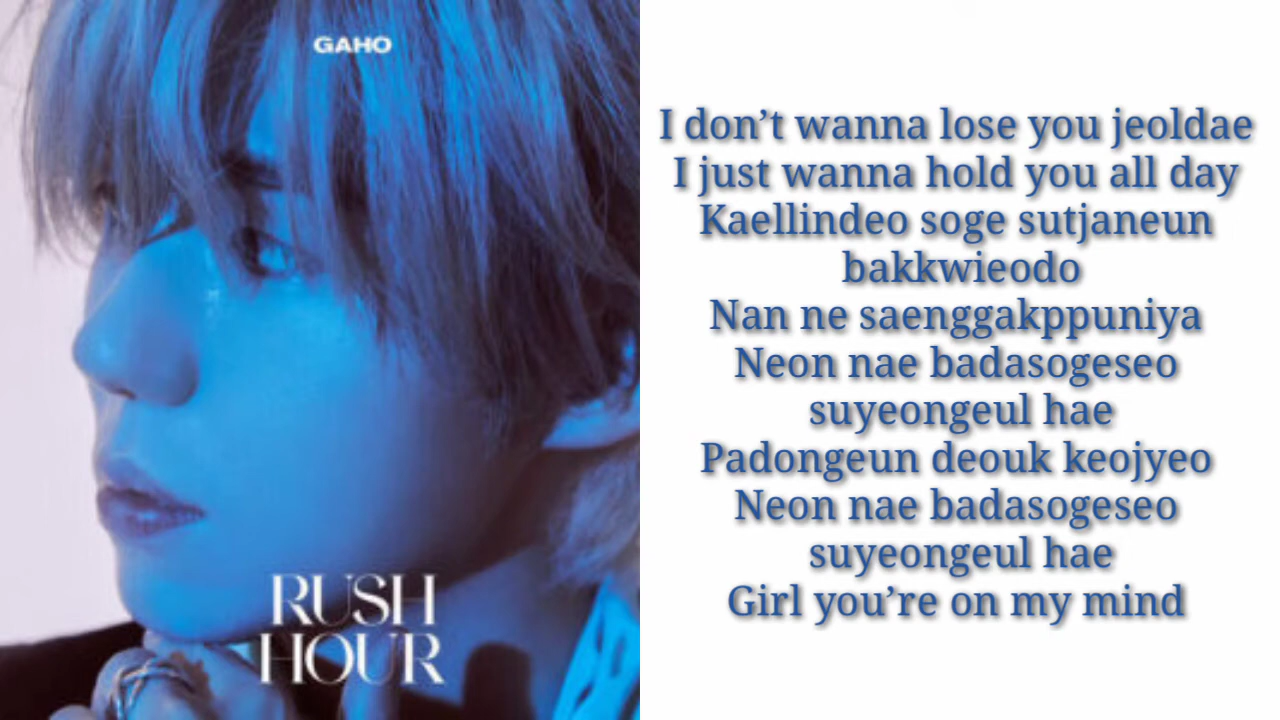 GAHO
RUSH
HOUR
I don’t wanna lose you jeoldae
I just wanna hold you all day
Kaellindeo soge sutjaneun
bakkwieodo
Nan ne saenggakppuniya
Neon nae badasogeseo
suyeongeul hae
Padongeun deouk keojyeo
Neon nae badasogeseo
suyeongeul hae
Girl you’re on my mind